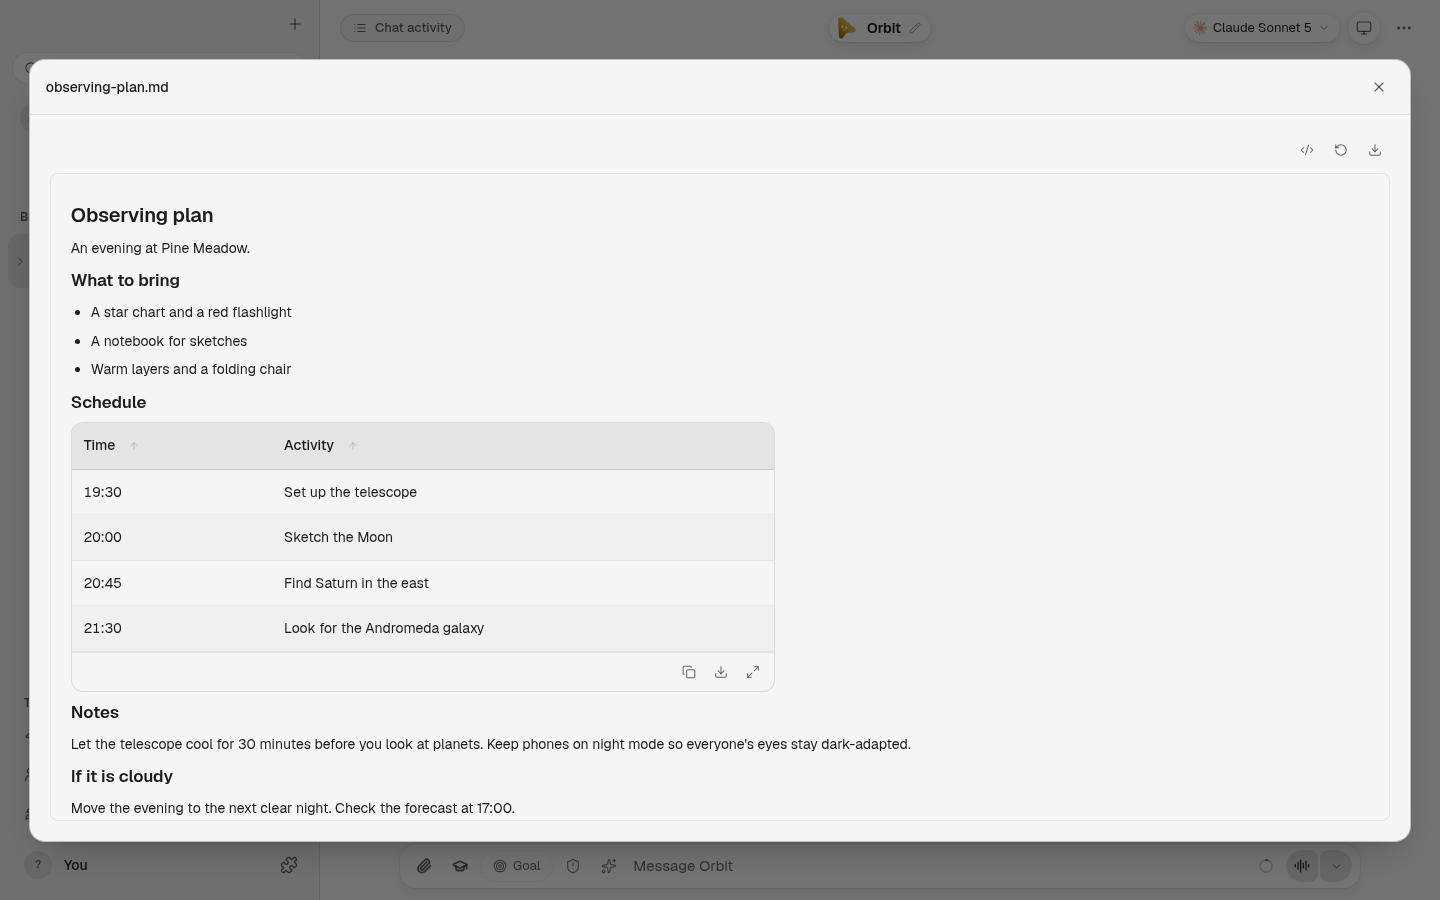 Chat activity
Orbit
Claude Sonnet 5
observing-plan.md
Observing plan
An evening at Pine Meadow.
What to bring
A star chart and a red flashlight
A notebook for sketches
Warm layers and a folding chair
Schedule
Time Activity
19:30 Set up the telescope
20:00 Sketch the Moon
20:45 Find Saturn in the east
21:30 Look for the Andromeda galaxy
Notes
Let the telescope cool for 30 minutes before you look at planets. Keep phones on night mode so everyone's eyes stay dark-adapted.
If it is cloudy
Move the evening to the next clear night. Check the forecast at 17:00.
? You
Goal
Message Orbit